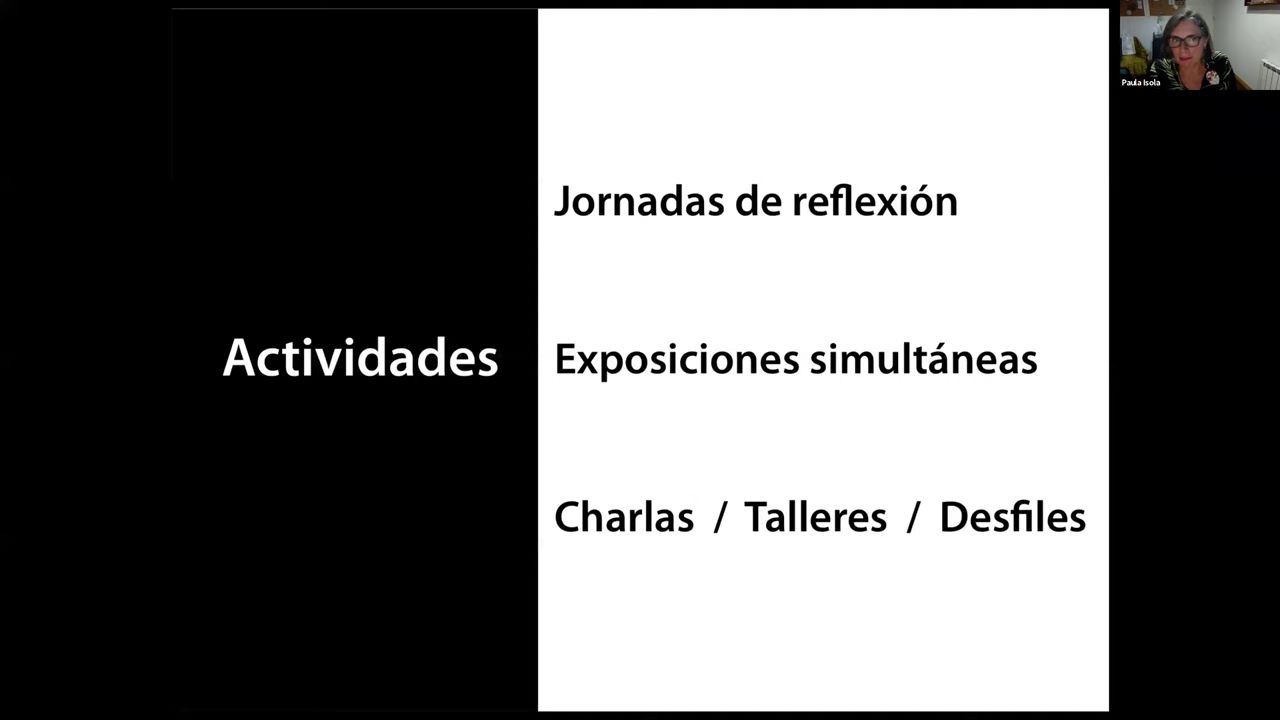 Paula Isola
Jornadas de reflexión
Actividades
Exposiciones simultáneas
Charlas / Talleres / Desfiles